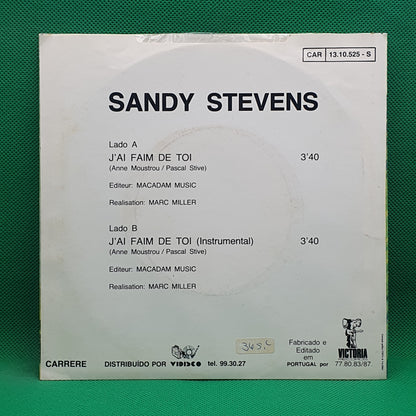 CAR 13.10.525 - S
SANDY STEVENS
Lado A
J'AI FAIM DE TOI 3'40
(Anne Moustrou / Pascal Stive)
Editeur: MACADAM MUSIC
Realisation: MARC MILLER
Lado B
J'AI FAIM DE TOI (Instrumental) 3'40
(Anne Moustrou / Pascal Stive)
Editeur: MACADAM MUSIC
Realisation: MARC MILLER
345
CARRERE
DISTRIBUÍDO POR VIDISCO tel. 99.30.27
Fabricado e
Editado
em
PORTUGAL por
VICTORIA
77.80.83/87